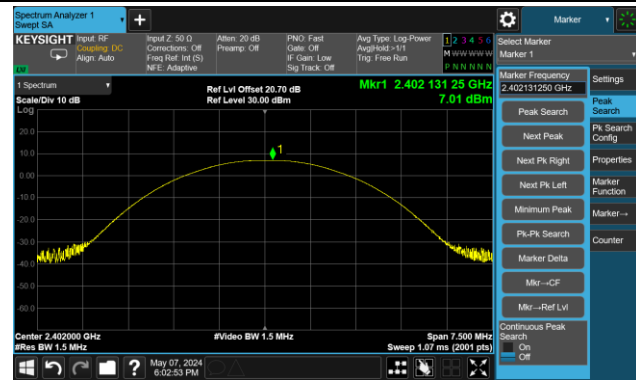 Spectrum Analyzer 1
Swept SA
+
Marker
KEYSIGHT
Input: RF
Coupling: DC
Align: Auto
Input Z: 50 Ω
Corrections: Off
Freq Ref: Int (S)
NFE: Adaptive
Atten: 20 dB
Preamp: Off
PNO: Fast
Gate: Off
IF Gain: Low
Sig Track: Off
Avg Type: Log-Power
Avg|Hold:>1/1
Trig: Free Run
1 2 3 4 5 6
M W W W W W
P N N N N N
Select Marker
Marker 1
1 Spectrum
Ref Lvl Offset 20.70 dB
Mkr1 2.402 131 25 GHz
Scale/Div 10 dB
Ref Level 30.00 dBm
7.01 dBm
Log
20.0
10.0
0.00
-10.0
-20.0
-30.0
-40.0
-50.0
-60.0
1
Center 2.402000 GHz
#Video BW 1.5 MHz
Span 7.500 MHz
#Res BW 1.5 MHz
Sweep 1.07 ms (2001 pts)
Marker Frequency
2.402131250 GHz
Peak Search
Next Peak
Next Pk Right
Next Pk Left
Minimum Peak
Pk-Pk Search
Marker Delta
Mkr→CF
Mkr→Ref Lvl
Continuous Peak
Search
On
Off
Settings
Peak
Search
Pk Search
Config
Properties
Marker
Function
Marker→
Counter
?
May 07, 2024
6:02:53 PM